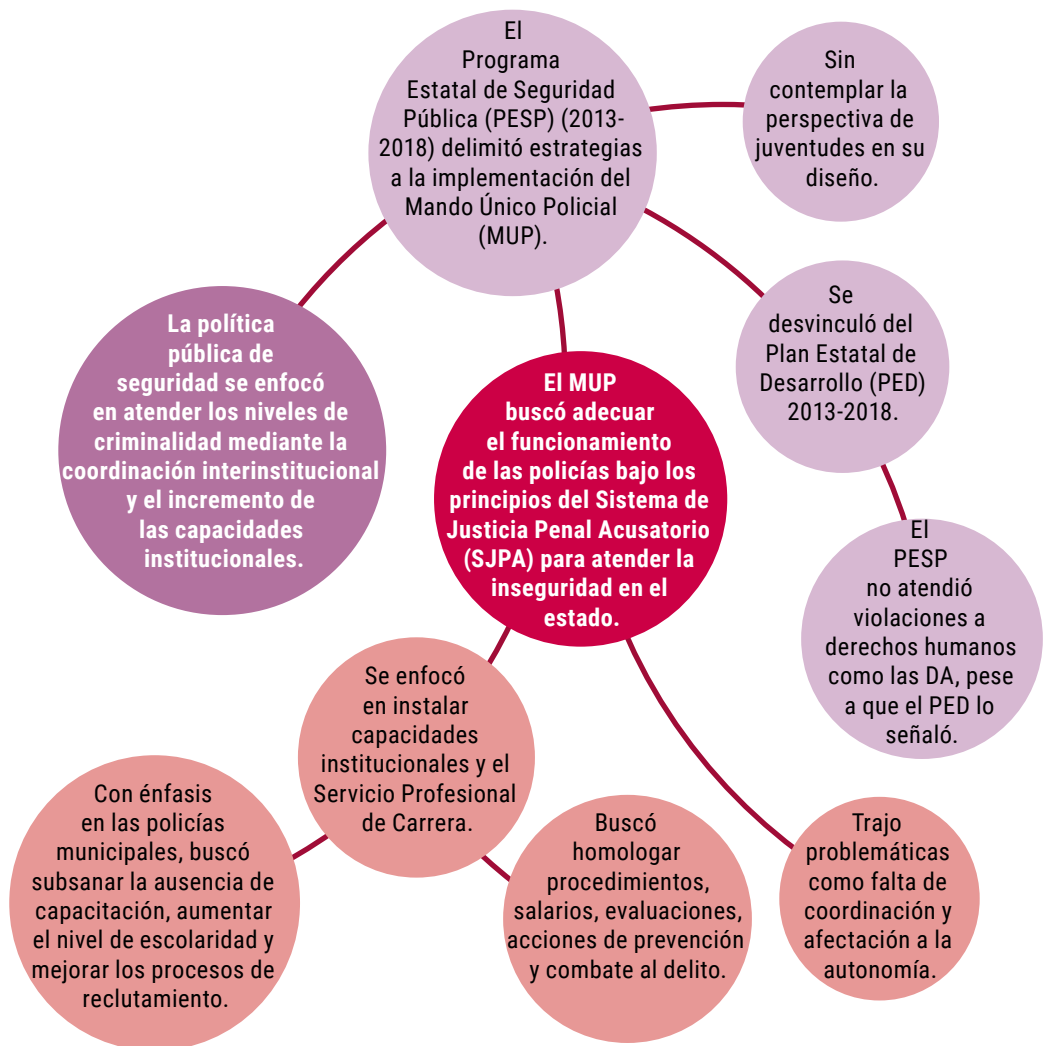 El
Programa
Estatal de Seguridad
Pública (PESP) (2013-
2018) delimitó estrategias
a la implementación del
Mando Único Policial
(MUP).
Sin
contemplar la
perspectiva de
juventudes en su
diseño.
La política
pública de
seguridad se enfocó
en atender los niveles de
criminalidad mediante la
coordinación interinstitucional
y el incremento de
las capacidades
institucionales.
El MUP
buscó adecuar
el funcionamiento
de las policías bajo los
principios del Sistema de
Justicia Penal Acusatorio
(SJPA) para atender la
inseguridad en el
estado.
Se
desvinculó del
Plan Estatal de
Desarrollo (PED)
2013-2018.
El
PESP
no atendió
violaciones a
derechos humanos
como las DA, pese
a que el PED lo
señaló.
Se enfocó
en instalar
capacidades
institucionales y el
Servicio Profesional
de Carrera.
Con énfasis
en las policías
municipales, buscó
subsanar la ausencia de
capacitación, aumentar
el nivel de escolaridad y
mejorar los procesos de
reclutamiento.
Buscó
homologar
procedimientos,
salarios, evaluaciones,
acciones de prevención
y combate al delito.
Trajo
problemáticas
como falta de
coordinación y
afectación a la
autonomía.